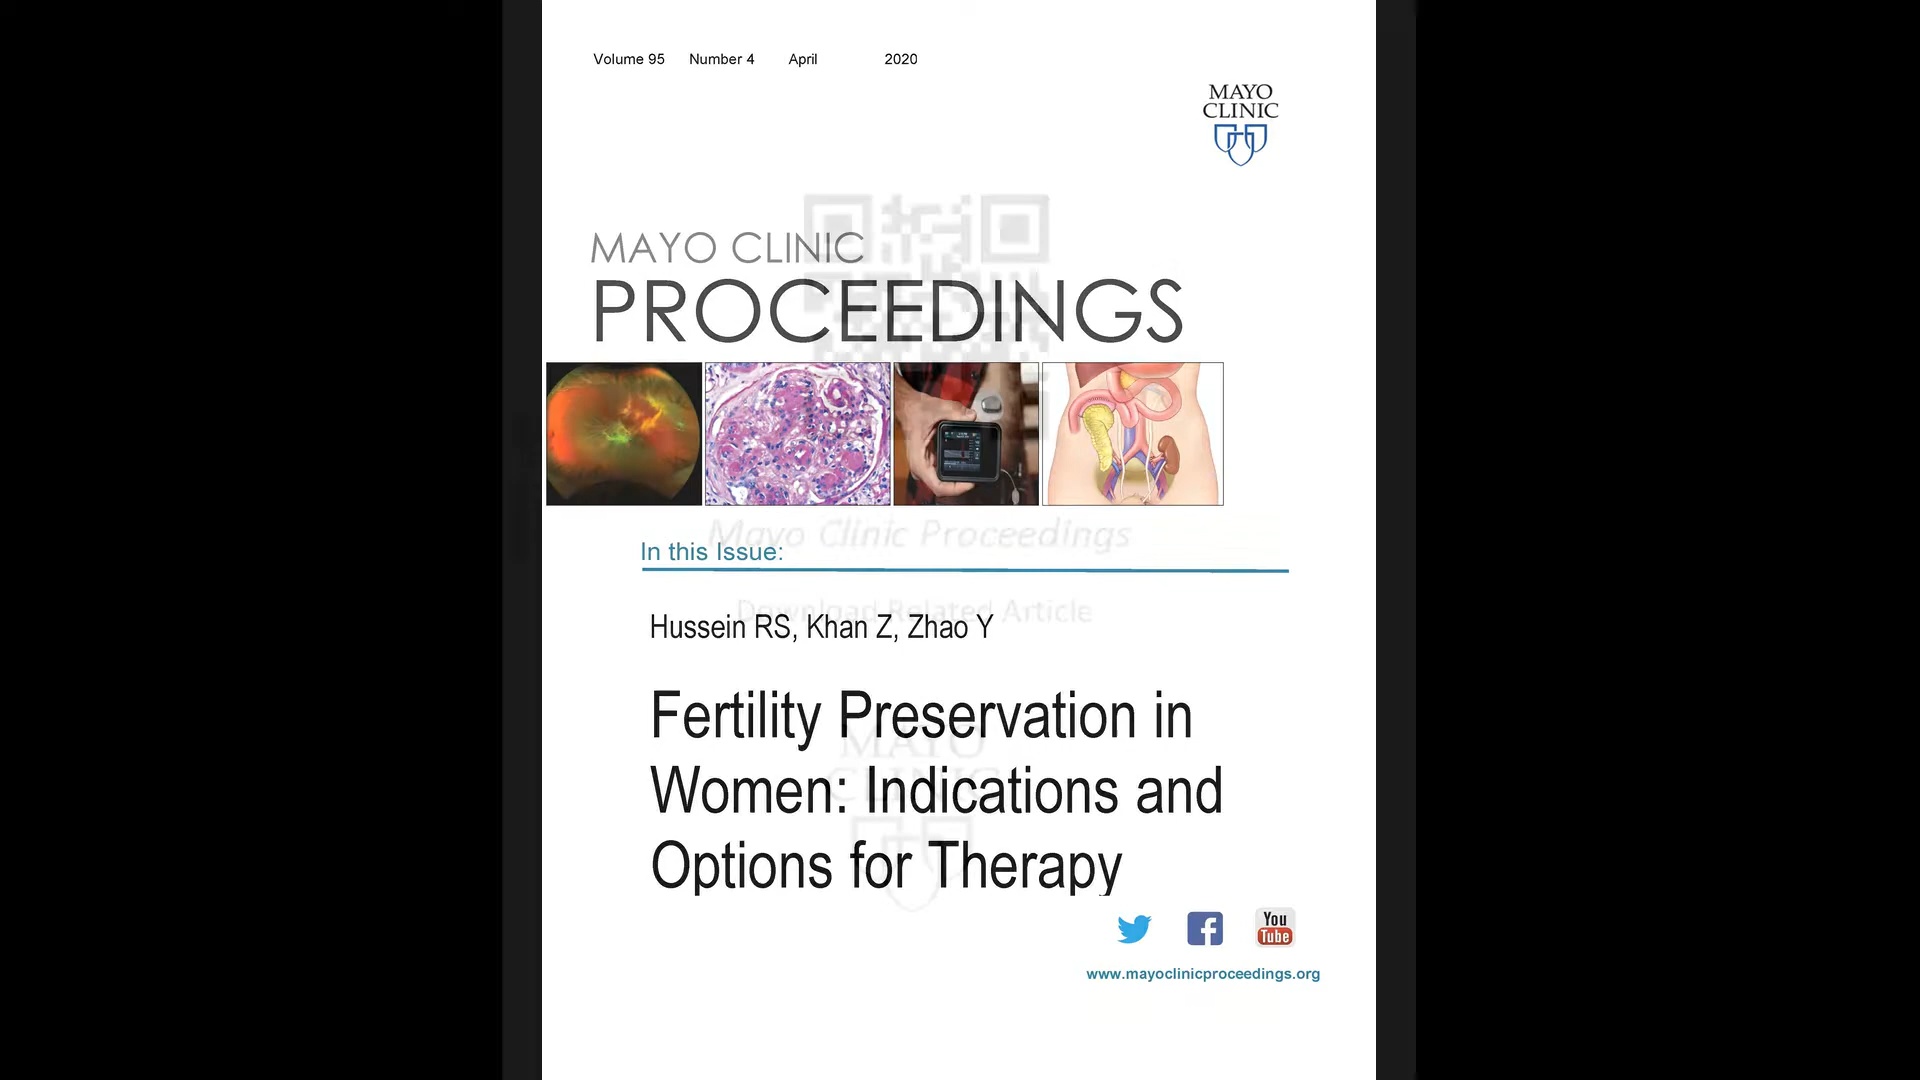 Volume 95 Number 4 April 2020
MAYO
CLINIC
MAYO CLINIC
PROCEEDINGS
Mayo Clinic Proceedings
In this Issue:
Download Related Article
Hussein RS, Khan Z, Zhao Y
Fertility Preservation in
Women: Indications and
Options for Therapy
MAYO
CLINIC
You
Tube
www.mayoclinicproceedings.org